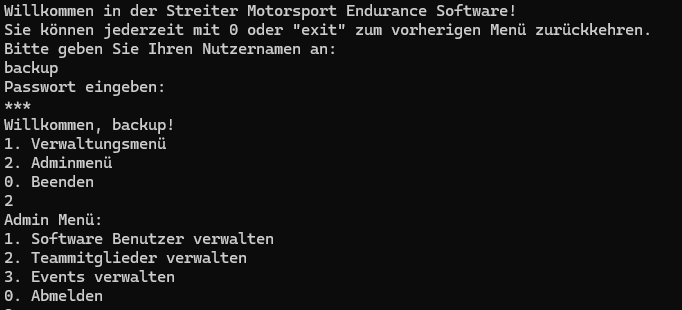 Willkommen in der Streiter Motorsport Endurance Software!
Sie können jederzeit mit 0 oder "exit" zum vorherigen Menü zurückkehren.
Bitte geben Sie Ihren Nutzernamen an:
backup
Passwort eingeben:
***
Willkommen, backup!
1. Verwaltungsmenü
2. Adminmenü
0. Beenden
2
Admin Menü:
1. Software Benutzer verwalten
2. Teammitglieder verwalten
3. Events verwalten
0. Abmelden